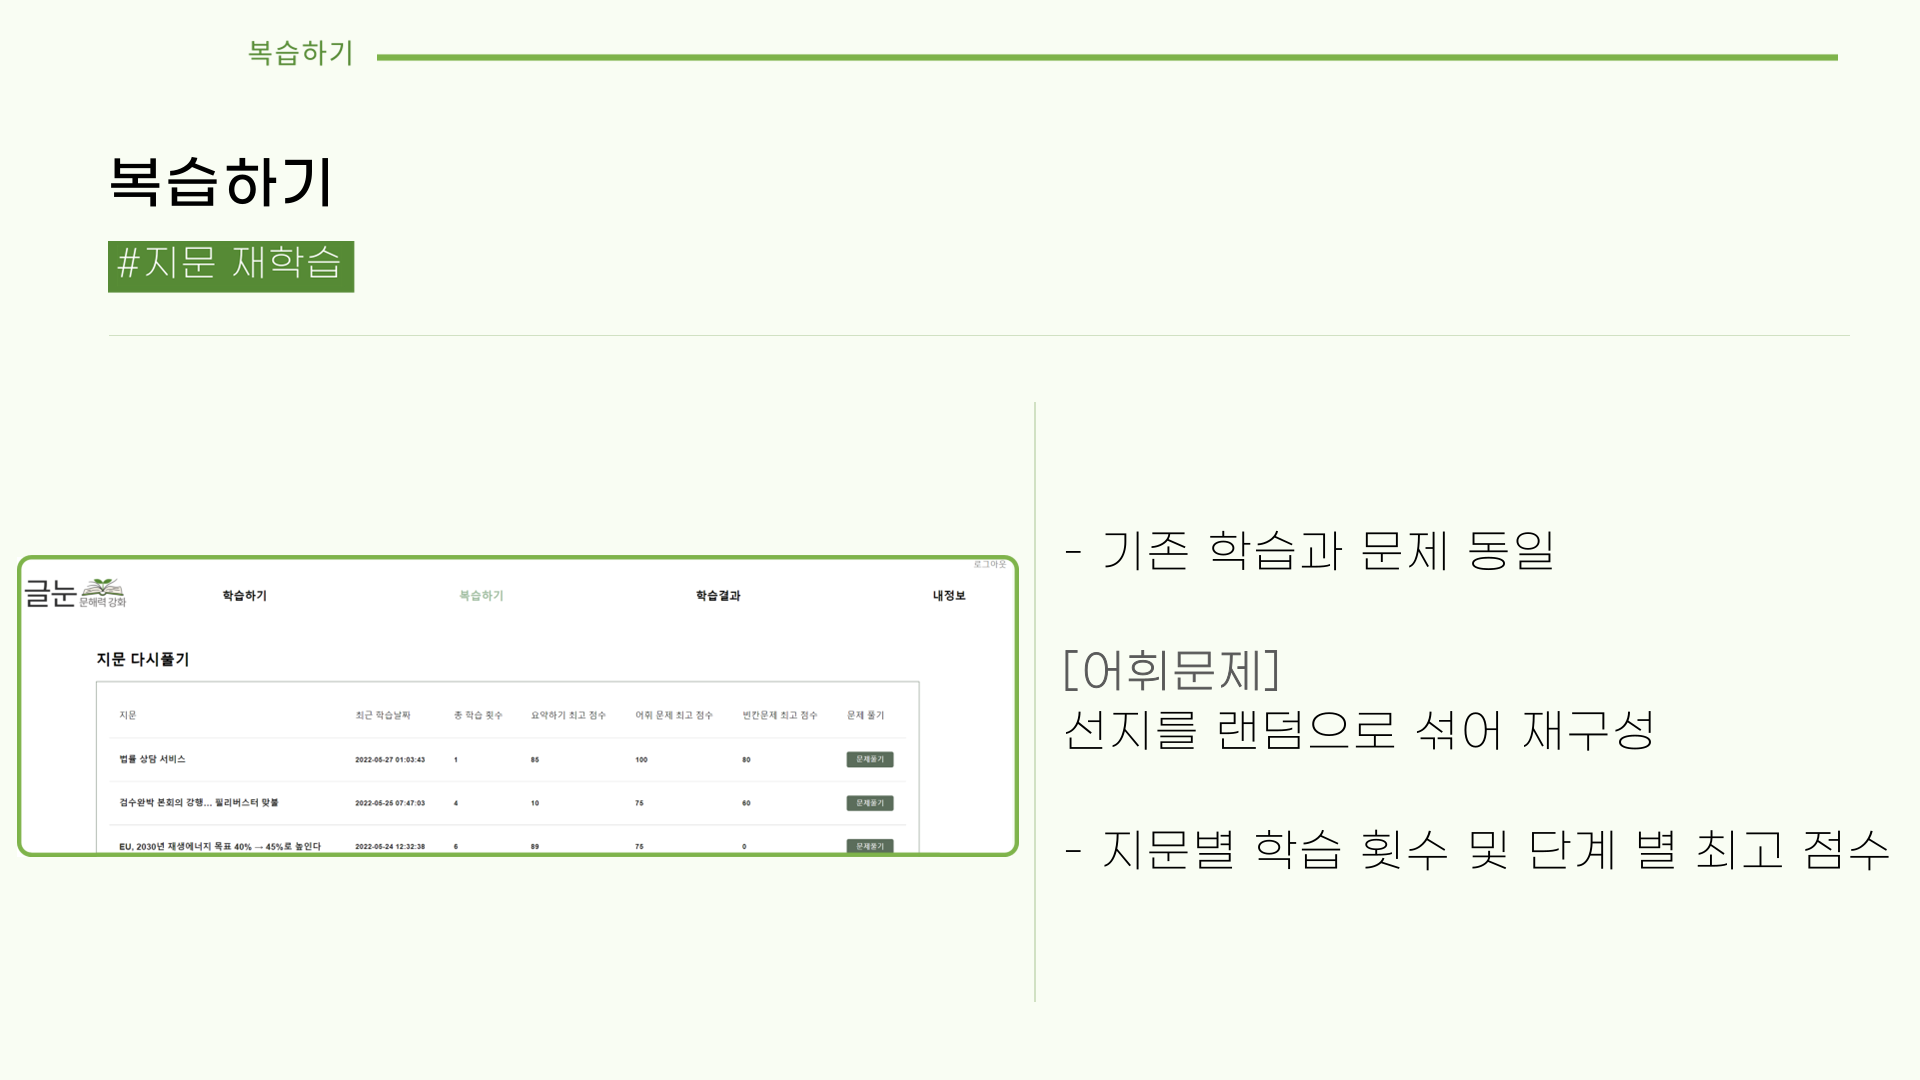 복습하기
복습하기
#지문 재학습
로그아웃
글눈 문해력 강화
학습하기 복습하기 학습결과 내정보
지문 다시풀기
지문 최근 학습날짜 총 학습 횟수 요약하기 최고 점수 어휘 문제 최고 점수 빈칸문제 최고 점수 문제 풀기
법률 상담 서비스 2022-05-27 01:03:43 1 85 100 80 문제풀기
검수완박 본회의 강행... 필리버스터 맞불 2022-05-25 07:47:03 4 10 75 60 문제풀기
EU, 2030년 재생에너지 목표 40% → 45%로 높인다 2022-05-24 12:32:38 6 89 75 0 문제풀기
- 기존 학습과 문제 동일
[어휘문제]
선지를 랜덤으로 섞어 재구성
- 지문별 학습 횟수 및 단계 별 최고 점수